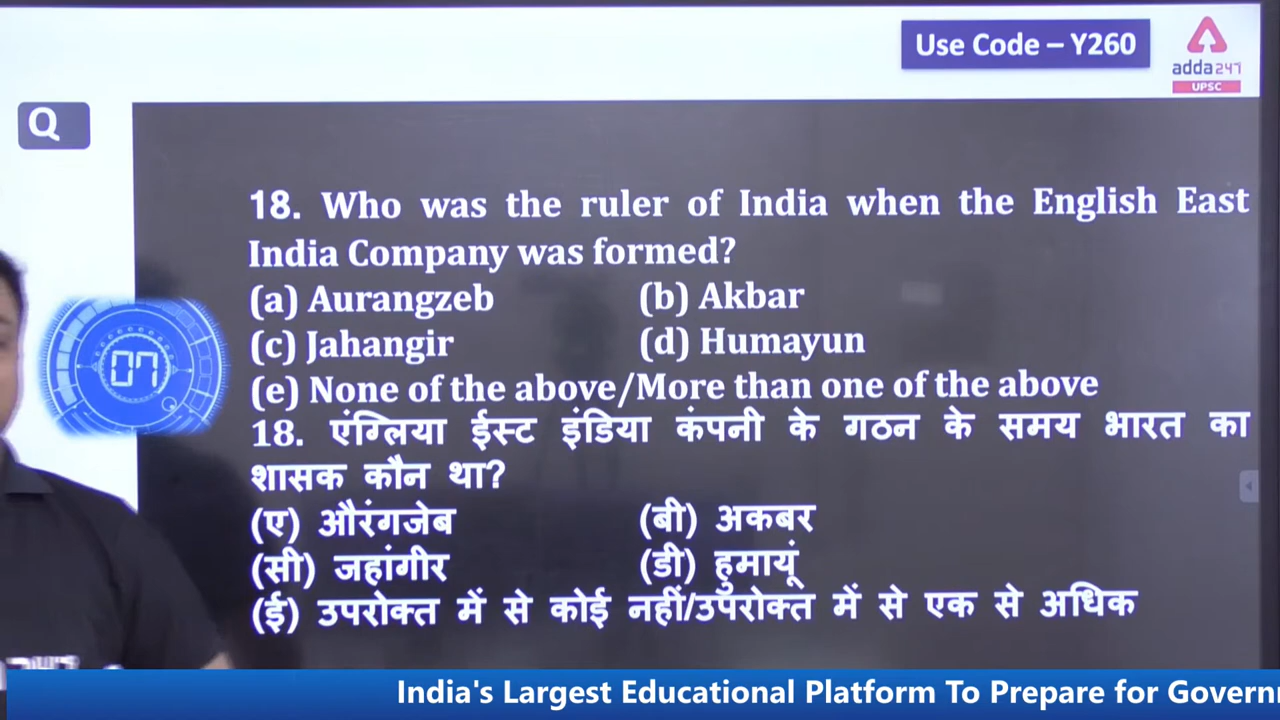 Use Code – Y260
adda247
UPSC
Q
18. Who was the ruler of India when the English East
India Company was formed?
(a) Aurangzeb (b) Akbar
(c) Jahangir (d) Humayun
(e) None of the above/More than one of the above
07
18. एंग्लिया ईस्ट इंडिया कंपनी के गठन के समय भारत का
शासक कौन था?
(ए) औरंगजेब (बी) अकबर
(सी) जहांगीर (डी) हुमायूं
(ई) उपरोक्त में से कोई नहीं/उपरोक्त में से एक से अधिक
India's Largest Educational Platform To Prepare for Governm